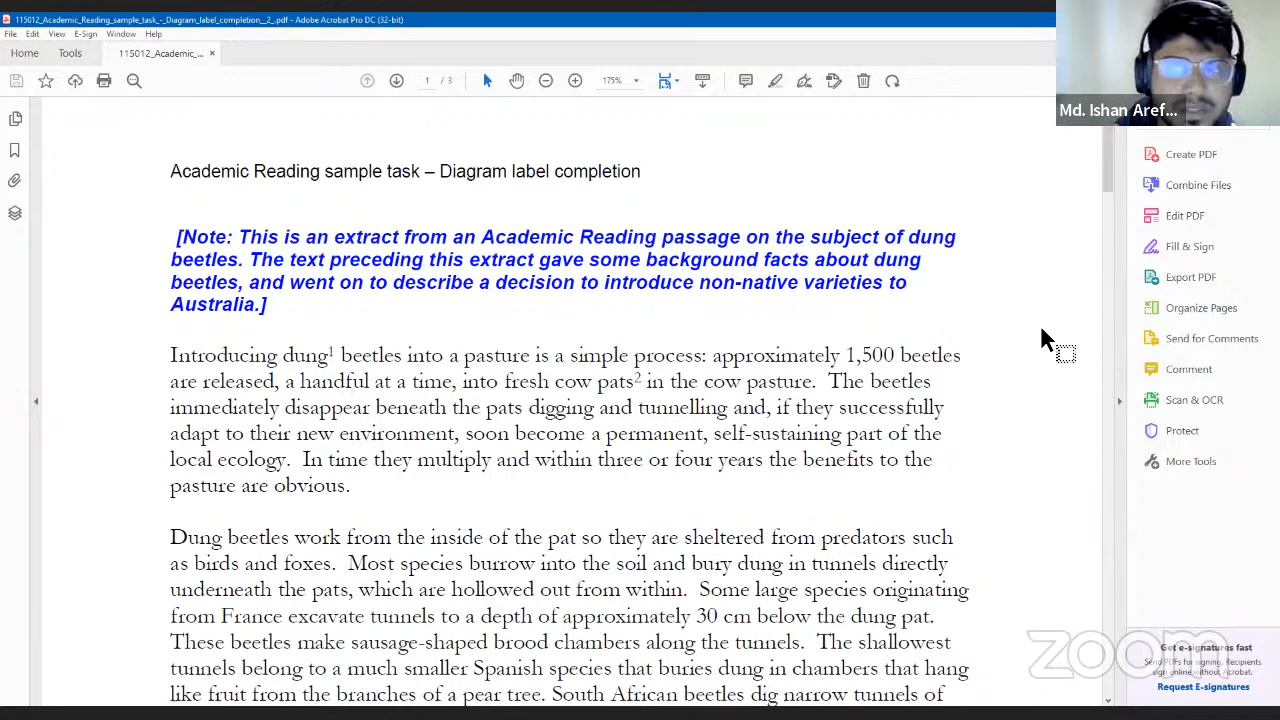 115012_Academic_Reading_sample_task_-_Diagram_label_completion__2_.pdf - Adobe Acrobat Pro DC (32-bit)
File Edit View E-Sign Window Help
Home Tools 115012_Academic_... ×
1 / 3 175%
Md. Ishan Aref...
Academic Reading sample task – Diagram label completion
[Note: This is an extract from an Academic Reading passage on the subject of dung
beetles. The text preceding this extract gave some background facts about dung
beetles, and went on to describe a decision to introduce non-native varieties to
Australia.]
Introducing dung¹ beetles into a pasture is a simple process: approximately 1,500 beetles
are released, a handful at a time, into fresh cow pats² in the cow pasture. The beetles
immediately disappear beneath the pats digging and tunnelling and, if they successfully
adapt to their new environment, soon become a permanent, self-sustaining part of the
local ecology. In time they multiply and within three or four years the benefits to the
pasture are obvious.
Dung beetles work from the inside of the pat so they are sheltered from predators such
as birds and foxes. Most species burrow into the soil and bury dung in tunnels directly
underneath the pats, which are hollowed out from within. Some large species originating
from France excavate tunnels to a depth of approximately 30 cm below the dung pat.
These beetles make sausage-shaped brood chambers along the tunnels. The shallowest
tunnels belong to a much smaller Spanish species that buries dung in chambers that hang
like fruit from the branches of a pear tree. South African beetles dig narrow tunnels of
Create PDF
Combine Files
Edit PDF
Fill & Sign
Export PDF
Organize Pages
Send for Comments
Comment
Scan & OCR
Protect
More Tools
zoom
Get e-signatures fast
Send PDFs for signing. Recipients
sign online without Acrobat.
Request E-signatures